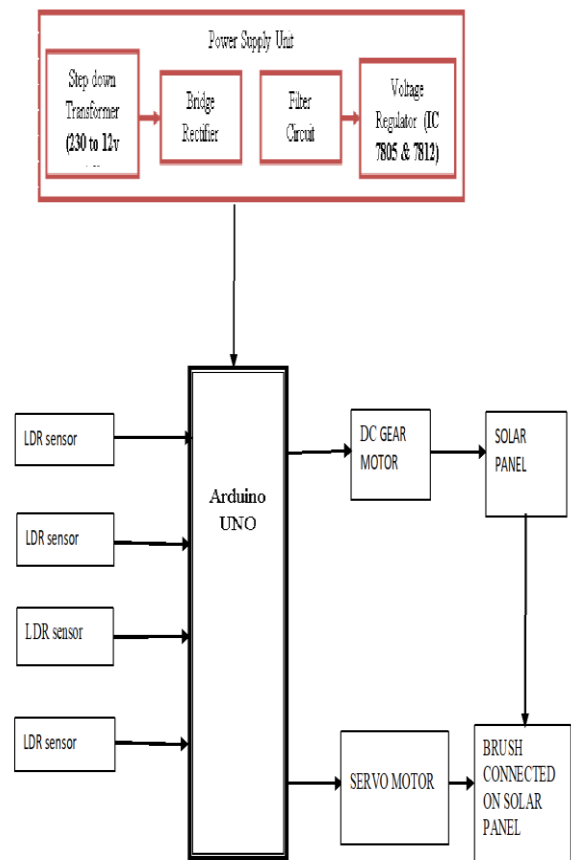 Power Supply Unit
Step down
Transformer
(230 to 12v
Bridge
Rectifier
Filter
Circuit
Voltage
Regulator (IC
7805 & 7812)
LDR sensor
LDR sensor
LDR sensor
LDR sensor
Arduino
UNO
DC GEAR
MOTOR
SOLAR
PANEL
SERVO MOTOR
BRUSH
CONNECTED
ON SOLAR
PANEL